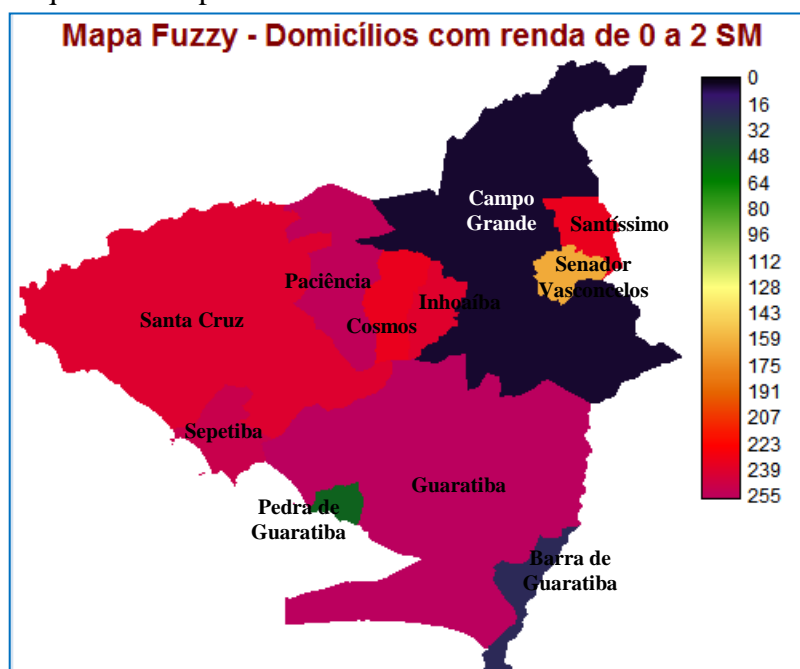 Mapa Fuzzy - Domicílios com renda de 0 a 2 SM
0
16
32
48
64
80
96
112
128
143
159
175
191
207
223
239
255
Campo
Grande
Santíssimo
Senador
Vasconcelos
Paciência
Inhoaíba
Cosmos
Santa Cruz
Sepetiba
Guaratiba
Pedra de
Guaratiba
Barra de
Guaratiba